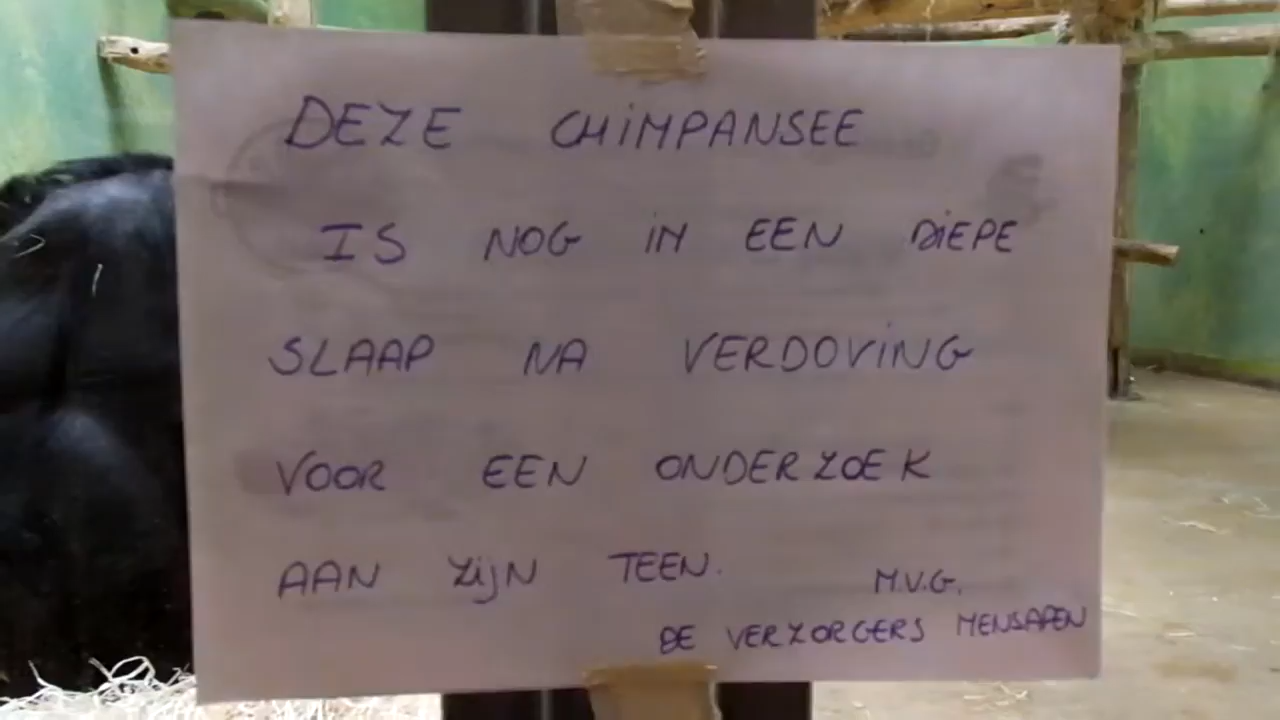 DEZE CHIMPANSEE
IS NOG IN EEN DIEPE
SLAAP NA VERDOVING
VOOR EEN ONDERZOEK
AAN ZIJN TEEN.
M.V.G.
DE VERZORGERS MENSAPEN